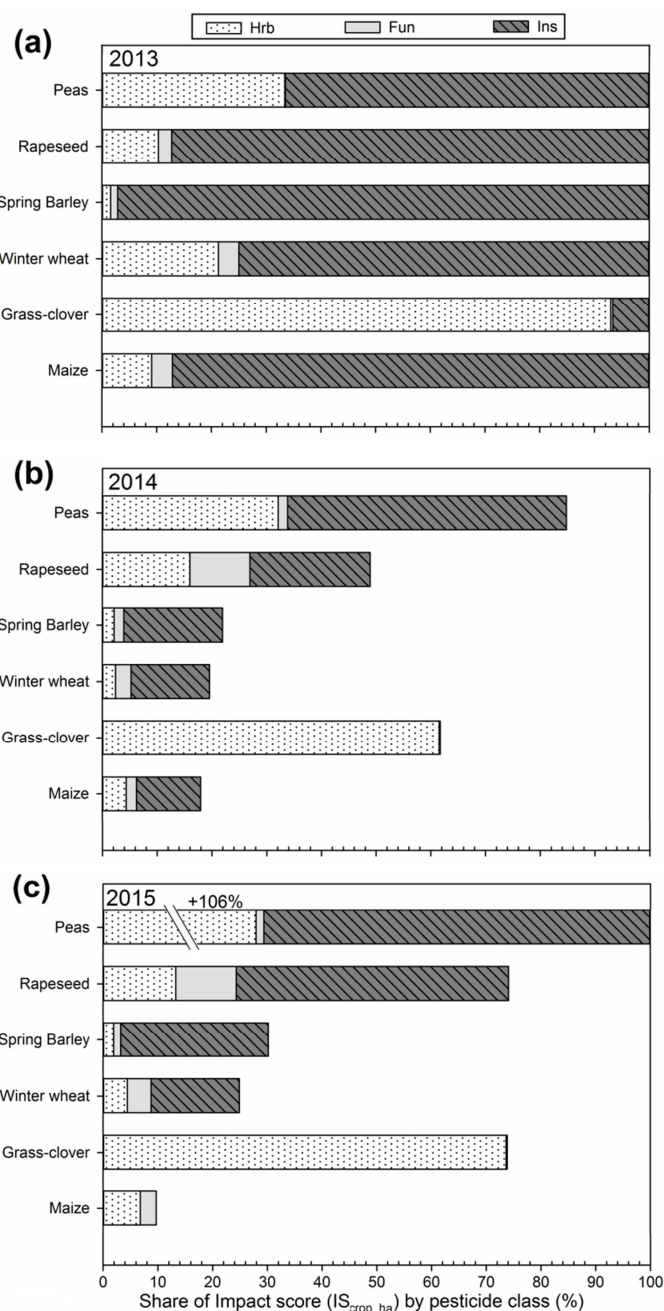 Hrb Fun Ins
(a)
2013
Peas
Rapeseed
Spring Barley
Winter wheat
Grass-clover
Maize
(b)
2014
Peas
Rapeseed
Spring Barley
Winter wheat
Grass-clover
Maize
(c)
2015 +106%
Peas
Rapeseed
Spring Barley
Winter wheat
Grass-clover
Maize
0 10 20 30 40 50 60 70 80 90 100
Share of Impact score (IScrop_ha) by pesticide class (%)